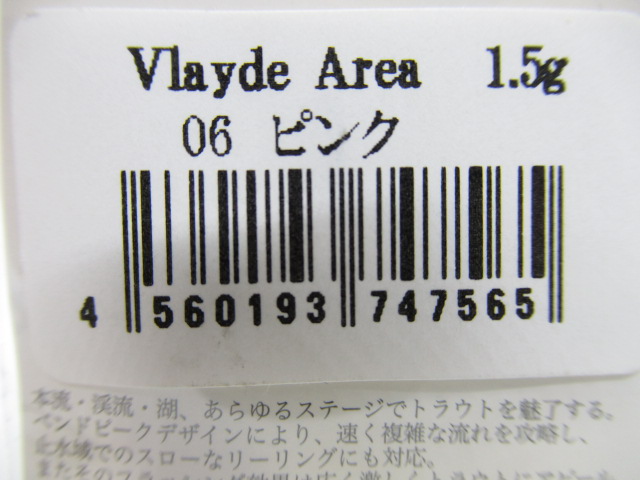 Vlayde Area 1.5g
06 ピンク
4 560193 747565
本流・渓流・湖、あらゆるステージでトラウトを魅了する。
ベンドピークデザインにより、速く複雑な流れを攻略し、
止水域でのスローなリーリングにも対応。